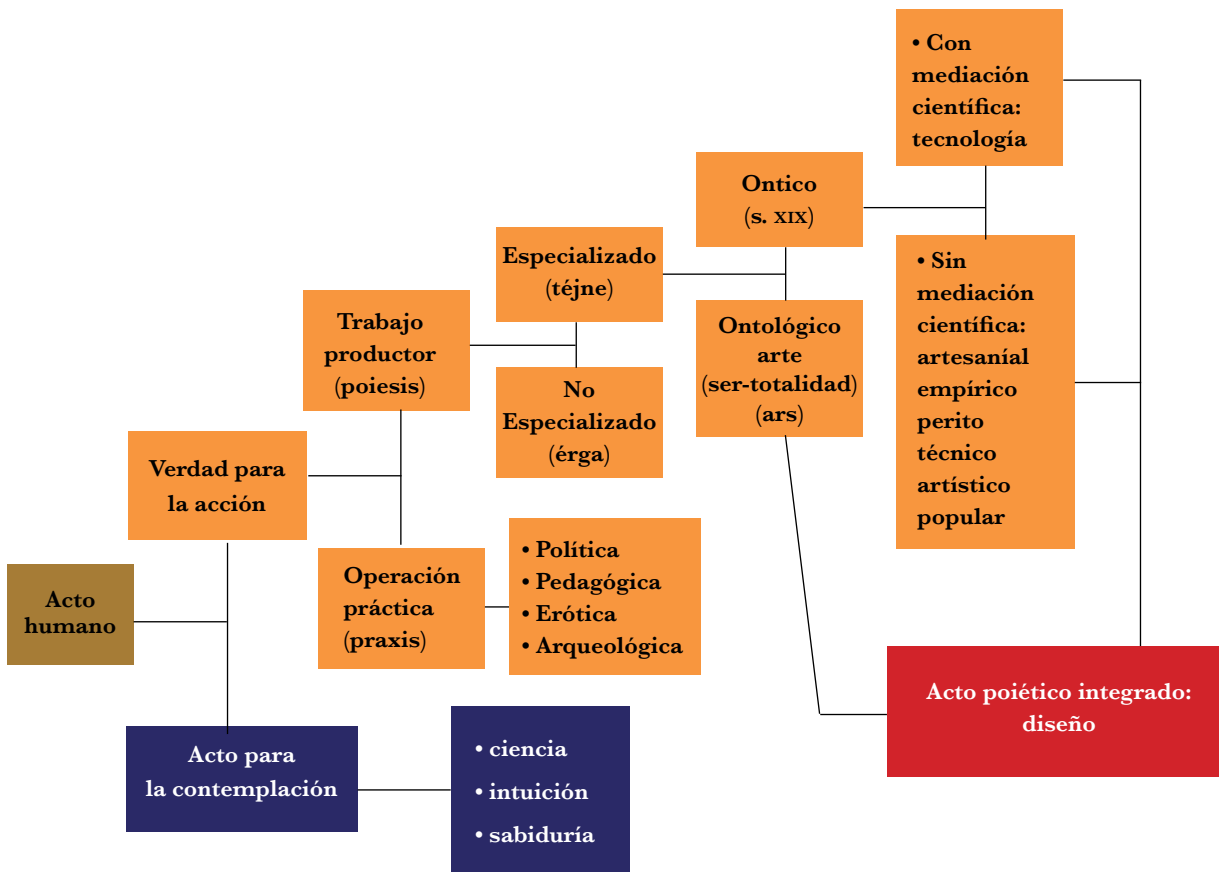 • Con
mediación
científica:
tecnología
Ontico
(s. XIX)
Especializado
(téjne)
• Sin
mediación
científica:
artesaníal
empírico
perito
técnico
artístico
popular
Trabajo
productor
(poiesis)
Ontológico
arte
(ser-totalidad)
(ars)
No
Especializado
(érga)
Verdad para
la acción
Operación
práctica
(praxis)
• Política
• Pedagógica
• Erótica
• Arqueológica
Acto
humano
Acto poiético integrado:
diseño
Acto para
la contemplación
• ciencia
• intuición
• sabiduría